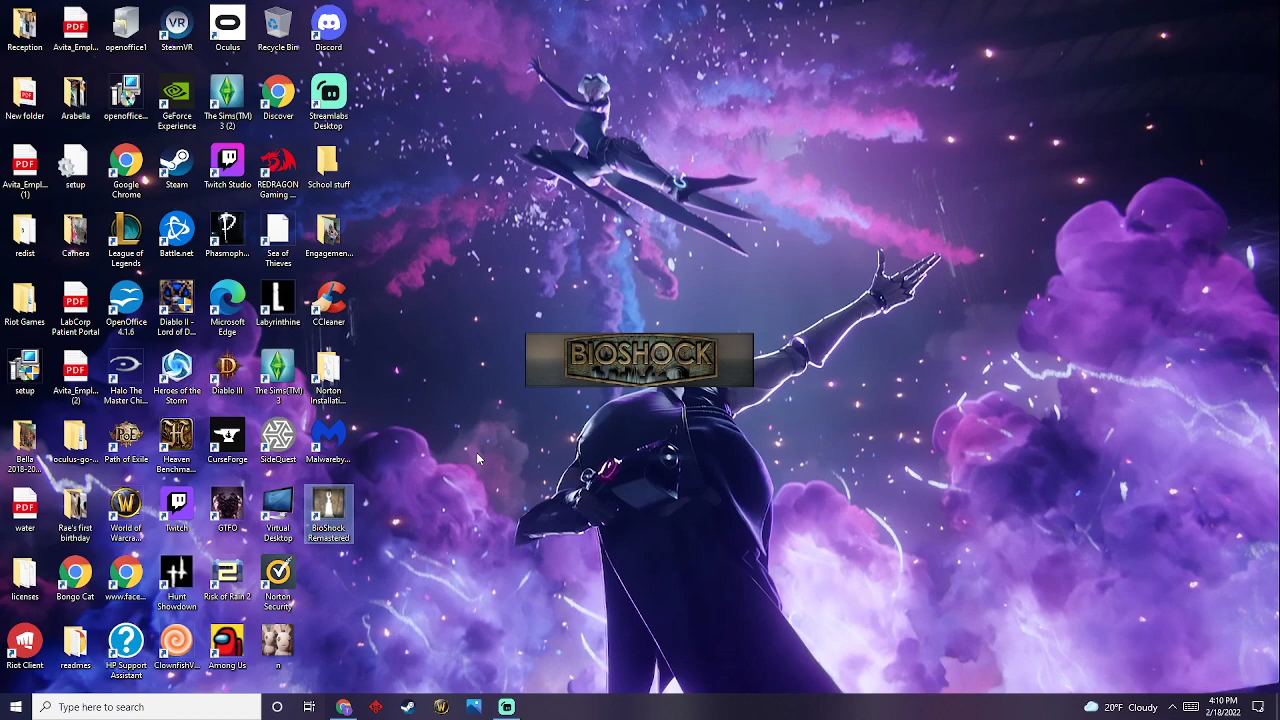 Reception
Avita_Empl...
openoffice1
SteamVR
Oculus
Recycle Bin
Discord
New folder
Arabella
openoffice...
GeForce
Experience
The Sims(TM)
3 (2)
Discover
Streamlabs
Desktop
Avita_Empl...
(1)
setup
Google
Chrome
Steam
Twitch Studio
REDRAGON
Gaming ...
School stuff
redist
Camera
League of
Legends
Battle.net
Phasmoph...
Sea of
Thieves
Engagemen...
Riot Games
LabCorp
Patient Portal
OpenOffice
4.1.6
Diablo II -
Lord of D...
Microsoft
Edge
Labyrinthine
CCleaner
setup
Avita_Empl...
(2)
Halo The
Master Chi...
Heroes of the
Storm
Diablo III
The Sims(TM)
3
Norton
Installati...
Bella
2018-20...
oculus-go-...
Path of Exile
Heaven
Benchma...
CurseForge
SideQuest
Malwareby...
water
Rae's first
birthday
World of
Warcra...
Twitch
GTFO
Virtual
Desktop
BioShock
Remastered
licenses
Bongo Cat
www.face...
Hunt
Showdown
Risk of Rain 2
Norton
Security
Riot Client
readmes
HP Support
Assistant
ClownfishV...
Among Us
n
BIOSHOCK
Type here to search
20°F Cloudy
4:10 PM
2/18/2022